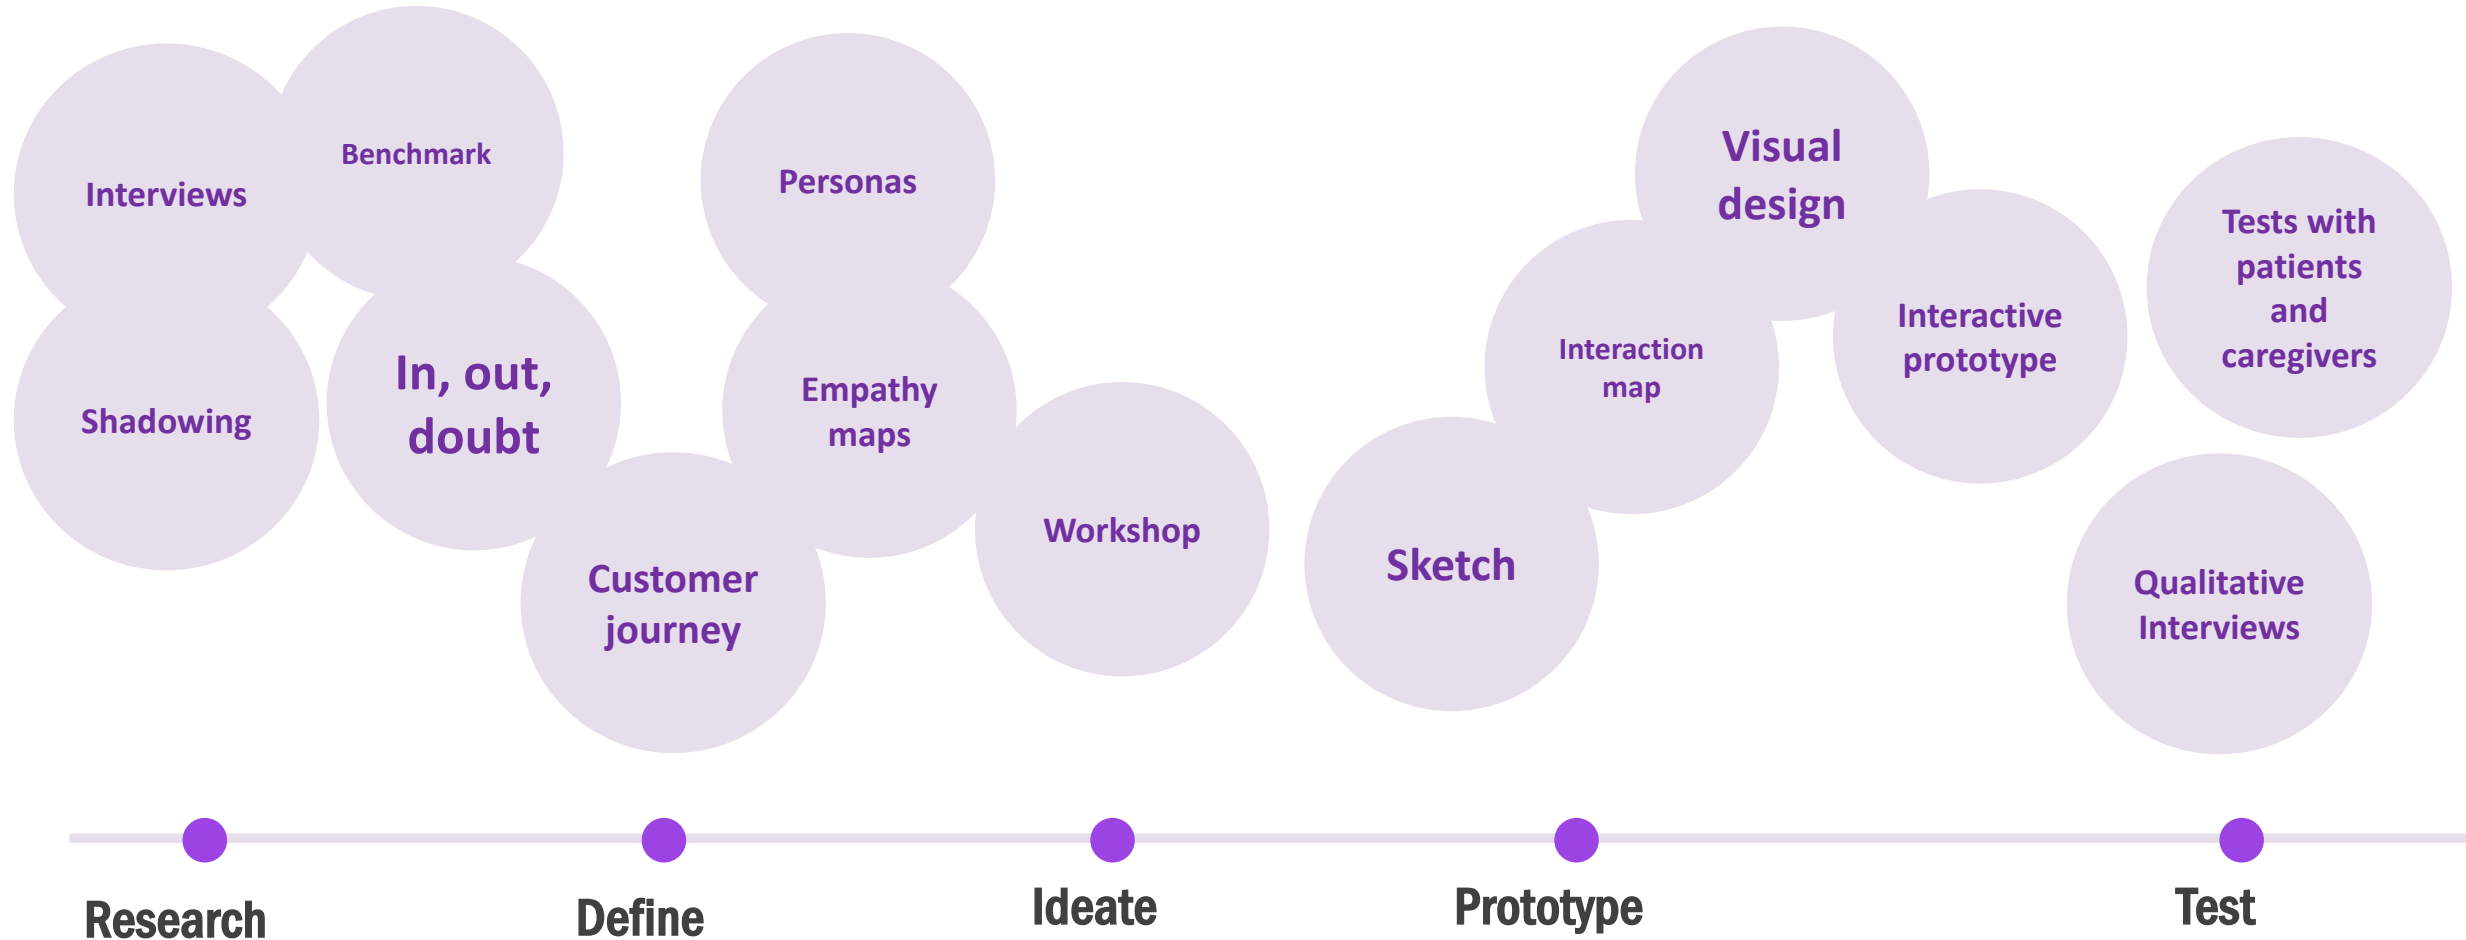 Interviews
Benchmark
Shadowing
In, out,
doubt
Customer
journey
Personas
Empathy
maps
Workshop
Sketch
Interaction
map
Visual
design
Interactive
prototype
Tests with
patients
and
caregivers
Qualitative
Interviews
Research
Define
Ideate
Prototype
Test